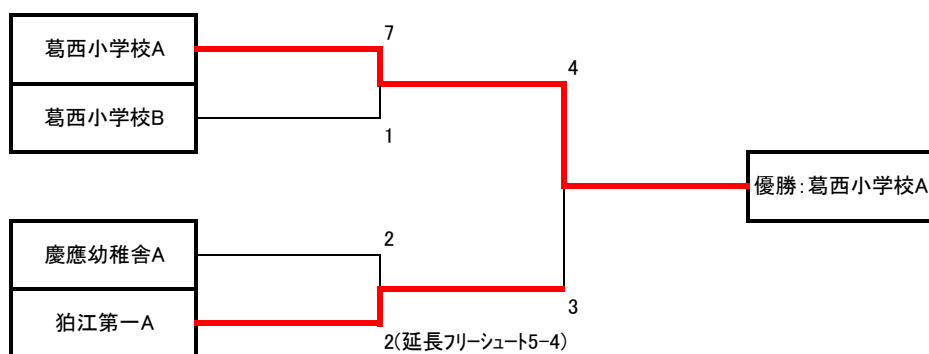 葛西小学校A
7
4
葛西小学校B
1
優勝:葛西小学校A
慶應幼稚舎A
2
狛江第一A
3
2(延長フリーシュート5-4)